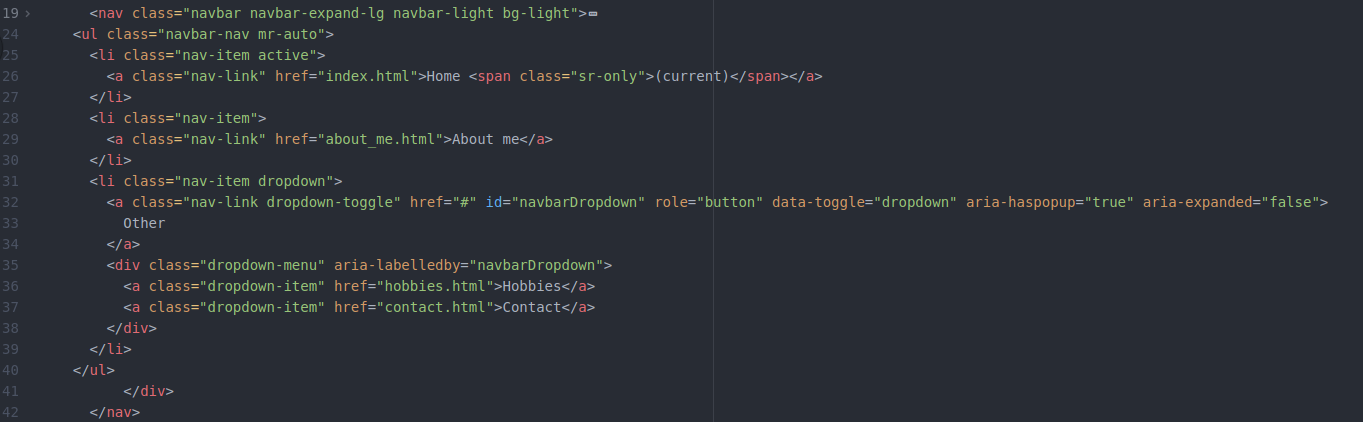 19 › <nav class="navbar navbar-expand-lg navbar-light bg-light">
24 <ul class="navbar-nav mr-auto">
25 <li class="nav-item active">
26 <a class="nav-link" href="index.html">Home <span class="sr-only">(current)</span></a>
27 </li>
28 <li class="nav-item">
29 <a class="nav-link" href="about_me.html">About me</a>
30 </li>
31 <li class="nav-item dropdown">
32 <a class="nav-link dropdown-toggle" href="#" id="navbarDropdown" role="button" data-toggle="dropdown" aria-haspopup="true" aria-expanded="false">
33 Other
34 </a>
35 <div class="dropdown-menu" aria-labelledby="navbarDropdown">
36 <a class="dropdown-item" href="hobbies.html">Hobbies</a>
37 <a class="dropdown-item" href="contact.html">Contact</a>
38 </div>
39 </li>
40 </ul>
41 </div>
42 </nav>